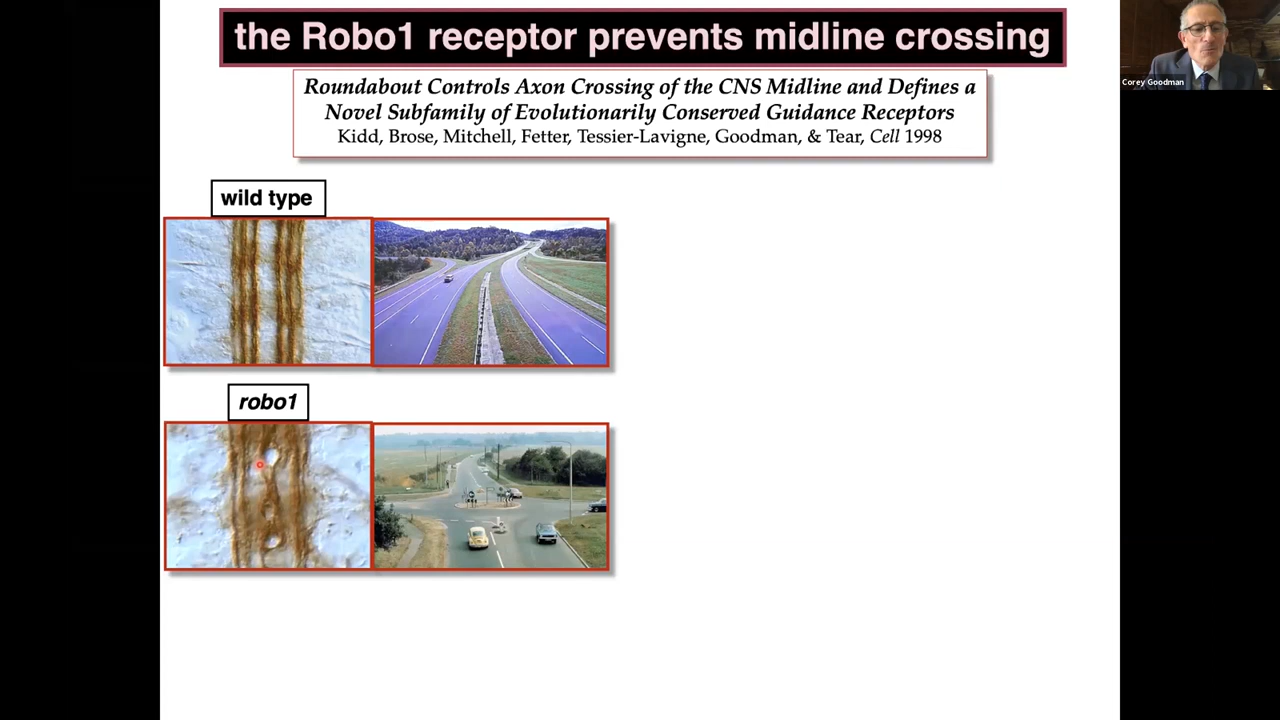 the Robo1 receptor prevents midline crossing
Corey Goodman
Roundabout Controls Axon Crossing of the CNS Midline and Defines a
Novel Subfamily of Evolutionarily Conserved Guidance Receptors
Kidd, Brose, Mitchell, Fetter, Tessier-Lavigne, Goodman, & Tear, Cell 1998
wild type
robo1